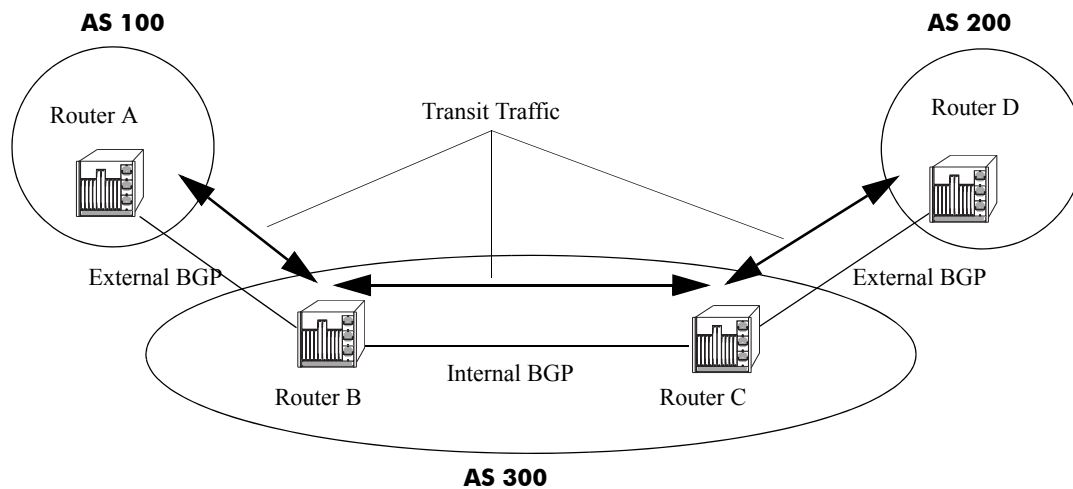 AS 100
AS 200
Router A
Transit Traffic
Router D
External BGP
External BGP
Internal BGP
Router B
Router C
AS 300